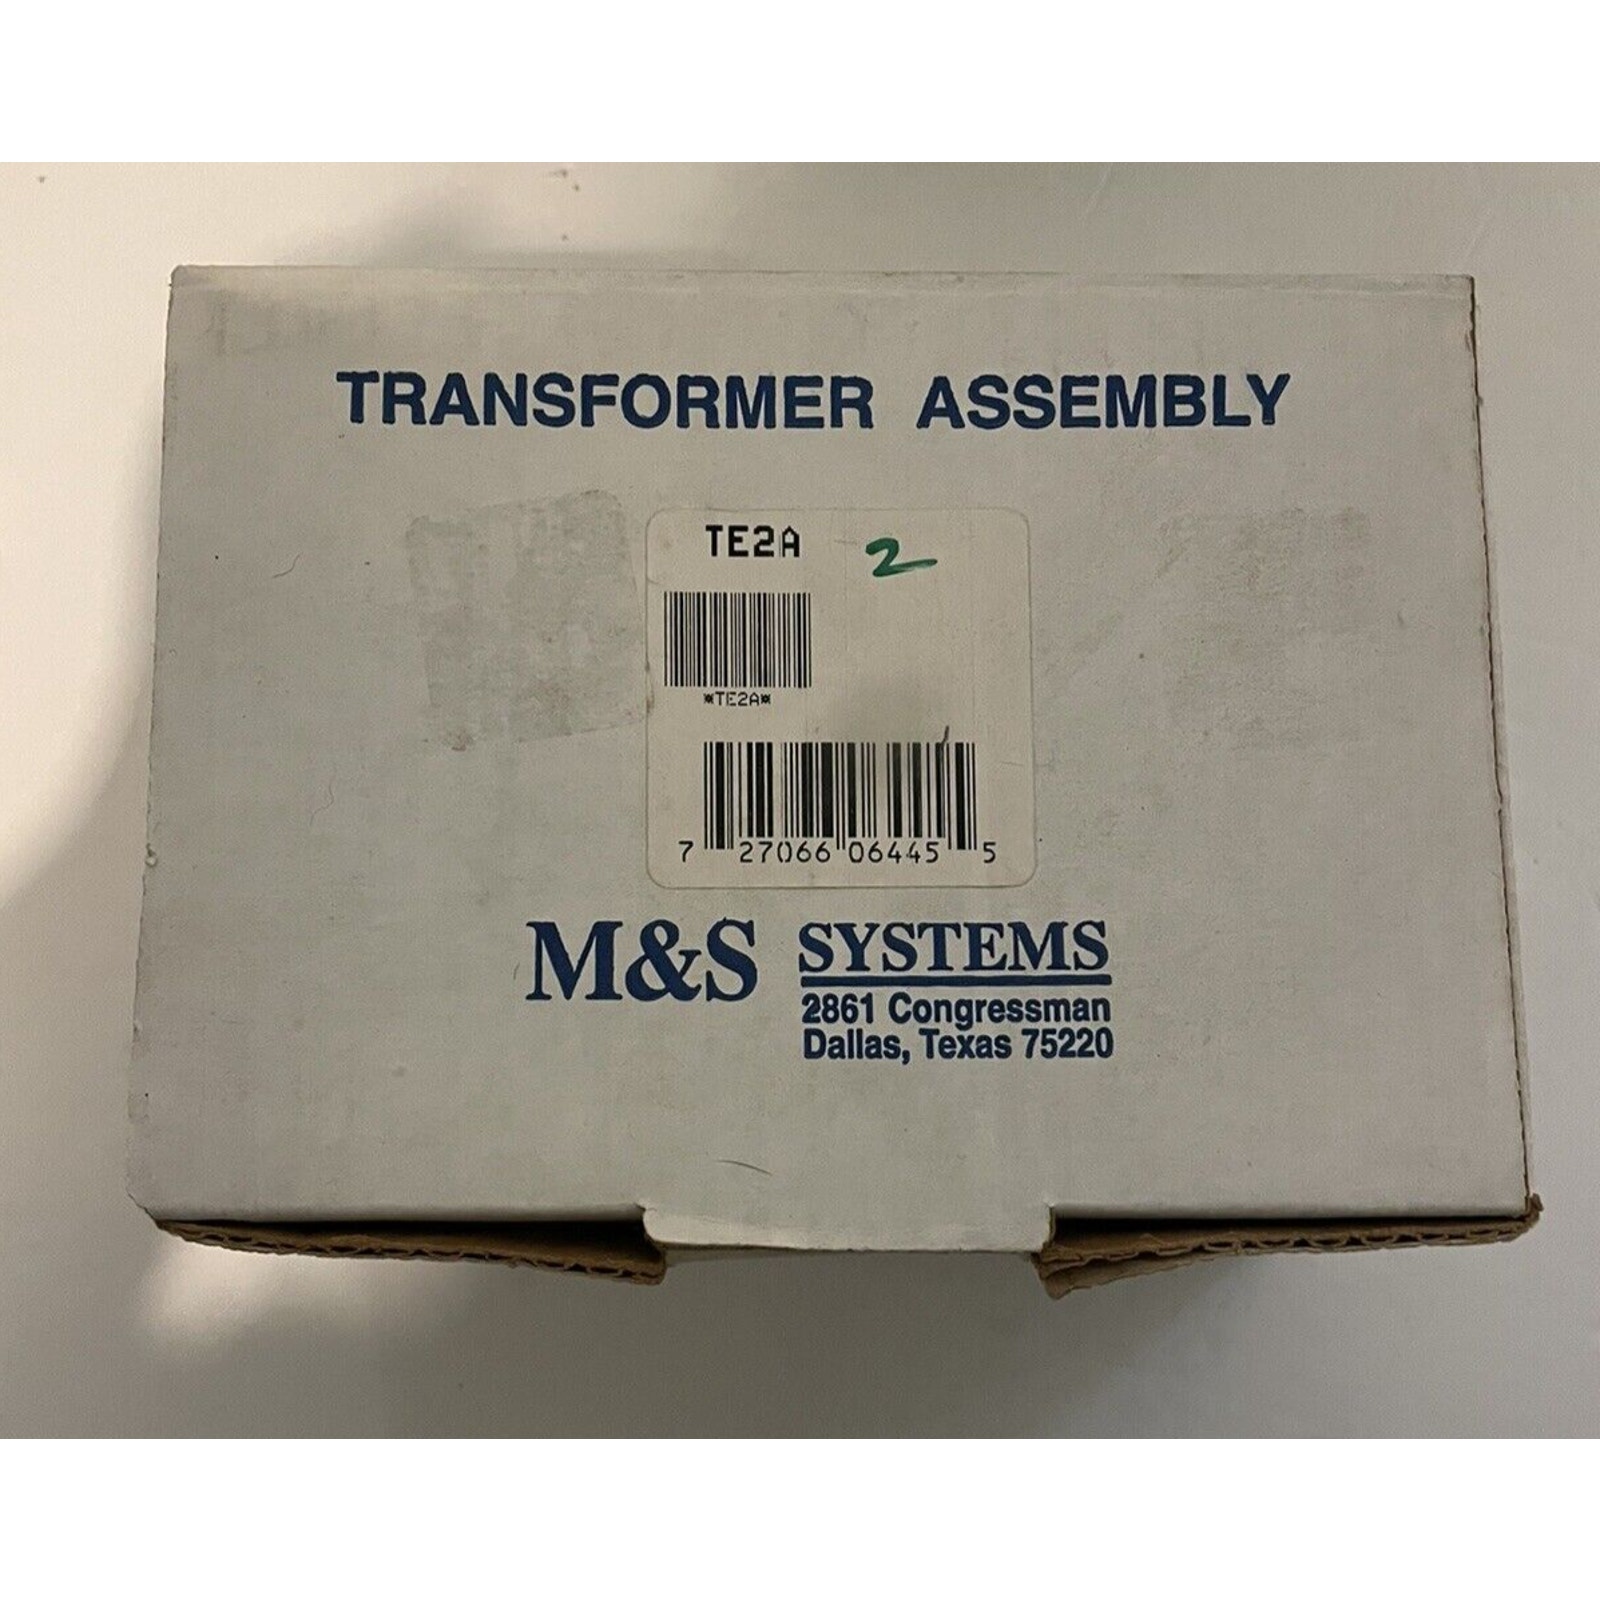 TRANSFORMER ASSEMBLY
TE2A 2
*TE2A*
7 27066 06445 5
M&S SYSTEMS
2861 Congressman
Dallas, Texas 75220